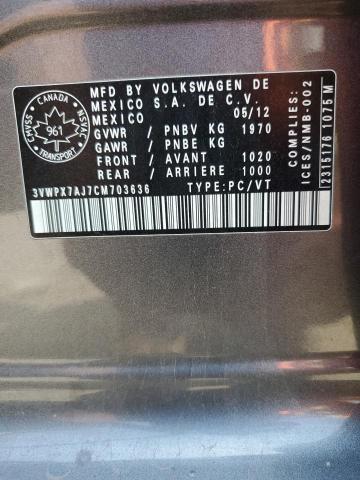 MFD BY VOLKSWAGEN DE
MEXICO S.A. DE C.V.
MEXICO 05/12
GVWR / PNBV KG 1970
GAWR / PNBE KG
FRONT / AVANT 1020
REAR / ARRIERE 1000
3VWPX7AJ7CM703636 TYPE:PC/VT
CANADA
961
TRANSPORT
CMVSS
NSVAC
COMPLIES:
ICES/NMB-002
2315176 1075 M